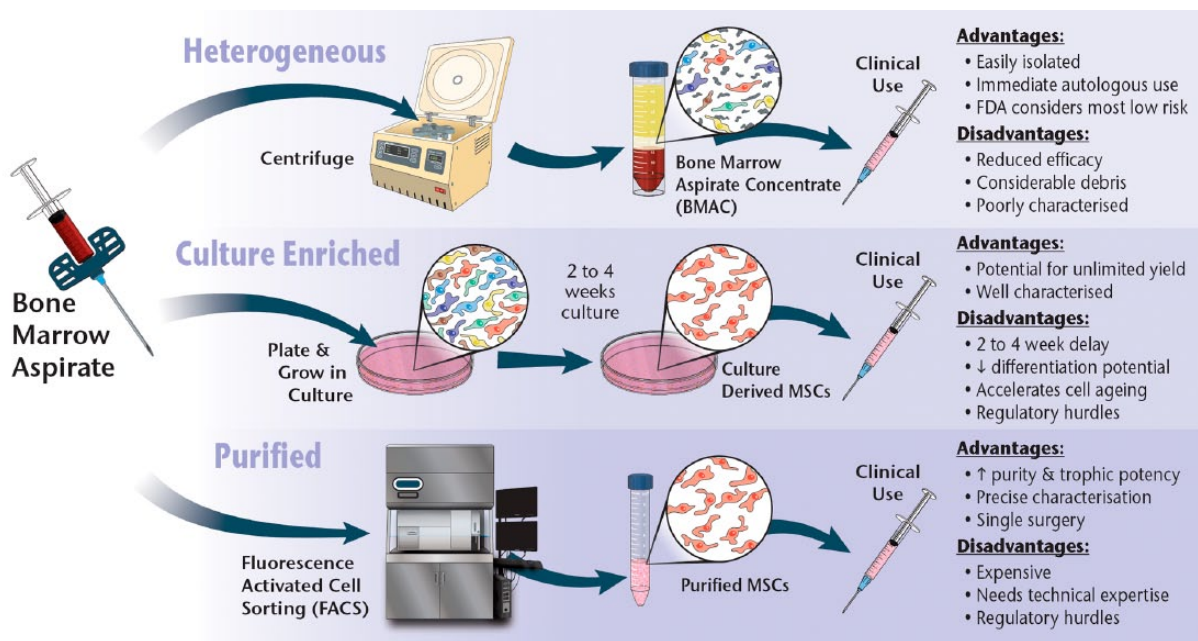 Bone
Marrow
Aspirate
Heterogeneous
Centrifuge
Bone Marrow
Aspirate Concentrate
(BMAC)
Clinical
Use
Advantages:
• Easily isolated
• Immediate autologous use
• FDA considers most low risk
Disadvantages:
• Reduced efficacy
• Considerable debris
• Poorly characterised
Culture Enriched
Plate &
Grow in
Culture
2 to 4
weeks
culture
Culture
Derived MSCs
Clinical
Use
Advantages:
• Potential for unlimited yield
• Well characterised
Disadvantages:
• 2 to 4 week delay
• ↓ differentiation potential
• Accelerates cell ageing
• Regulatory hurdles
Purified
Fluorescence
Activated Cell
Sorting (FACS)
Purified MSCs
Clinical
Use
Advantages:
• ↑ purity & trophic potency
• Precise characterisation
• Single surgery
Disadvantages:
• Expensive
• Needs technical expertise
• Regulatory hurdles